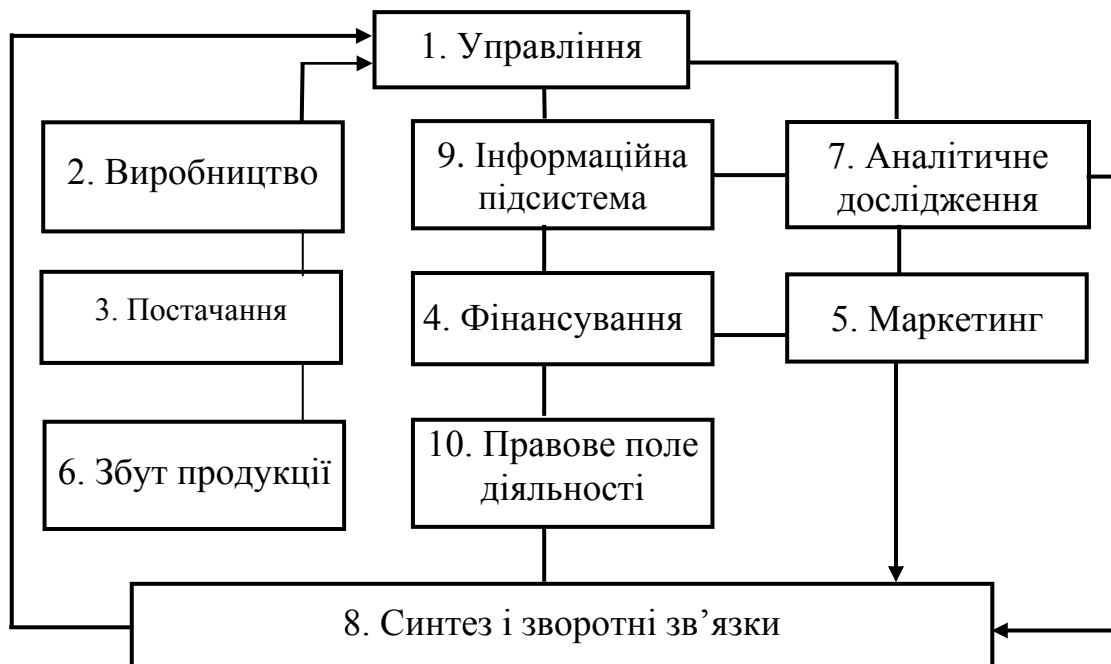 1. Управління
2. Виробництво
9. Інформаційна
підсистема
7. Аналітичне
дослідження
3. Постачання
4. Фінансування
5. Маркетинг
6. Збут продукції
10. Правове поле
діяльності
8. Синтез і зворотні зв’язки